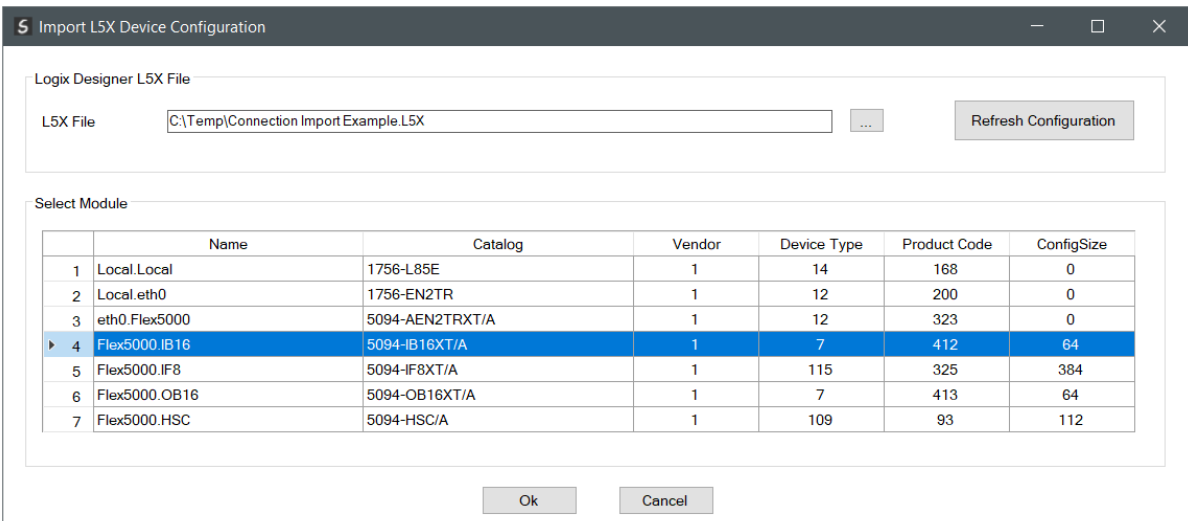 S Import L5X Device Configuration
Logix Designer L5X File
L5X File C:\Temp\Connection Import Example.L5X ... Refresh Configuration
Select Module
Name Catalog Vendor Device Type Product Code ConfigSize
1 Local.Local 1756-L85E 1 14 168 0
2 Local.eth0 1756-EN2TR 1 12 200 0
3 eth0.Flex5000 5094-AEN2TRXT/A 1 12 323 0
4 Flex5000.IB16 5094-IB16XT/A 1 7 412 64
5 Flex5000.IF8 5094-IF8XT/A 1 115 325 384
6 Flex5000.OB16 5094-OB16XT/A 1 7 413 64
7 Flex5000.HSC 5094-HSC/A 1 109 93 112
Ok Cancel